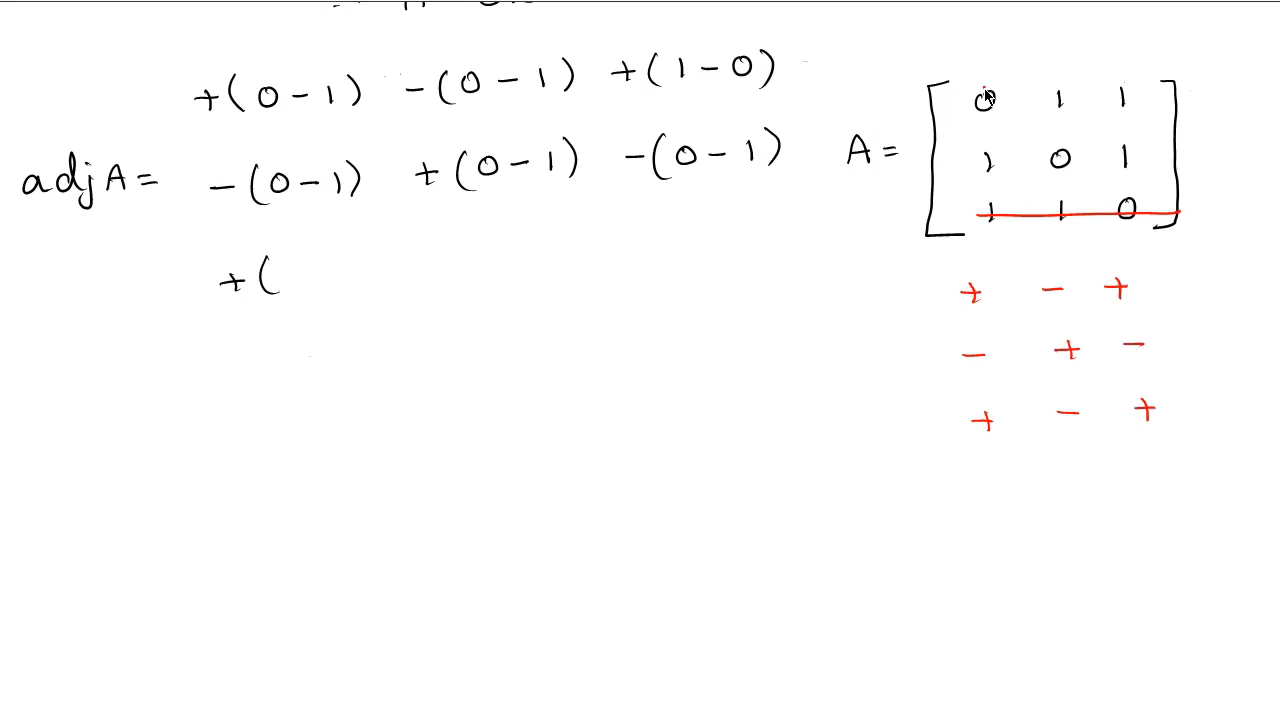 +(0-1) -(0-1) +(1-0)
adj A = -(0-1) +(0-1) -(0-1)
+(
A =
0 1 1
1 0 1
1 1 0
+ - +
- + -
+ - +